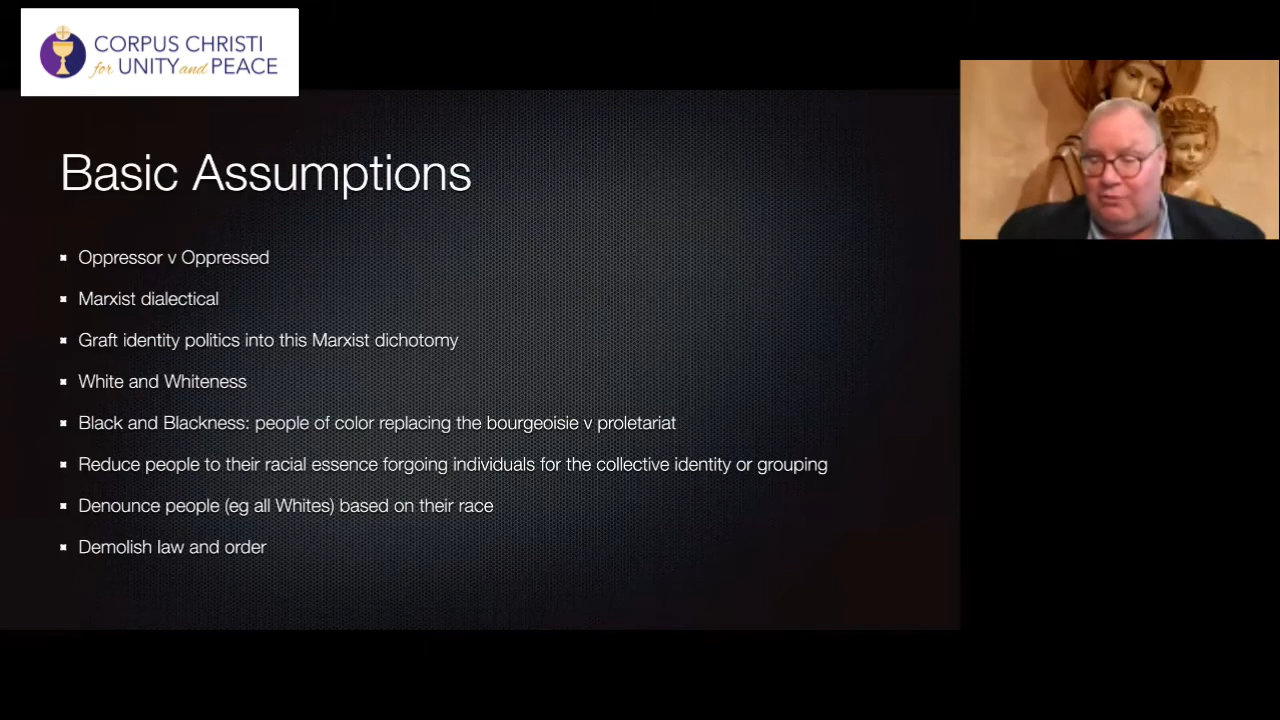 CORPUS CHRISTI
for UNITY and PEACE
Basic Assumptions
Oppressor v Oppressed
Marxist dialectical
Graft identity politics into this Marxist dichotomy
White and Whiteness
Black and Blackness: people of color replacing the bourgeoisie v proletariat
Reduce people to their racial essence forgoing individuals for the collective identity or grouping
Denounce people (eg all Whites) based on their race
Demolish law and order